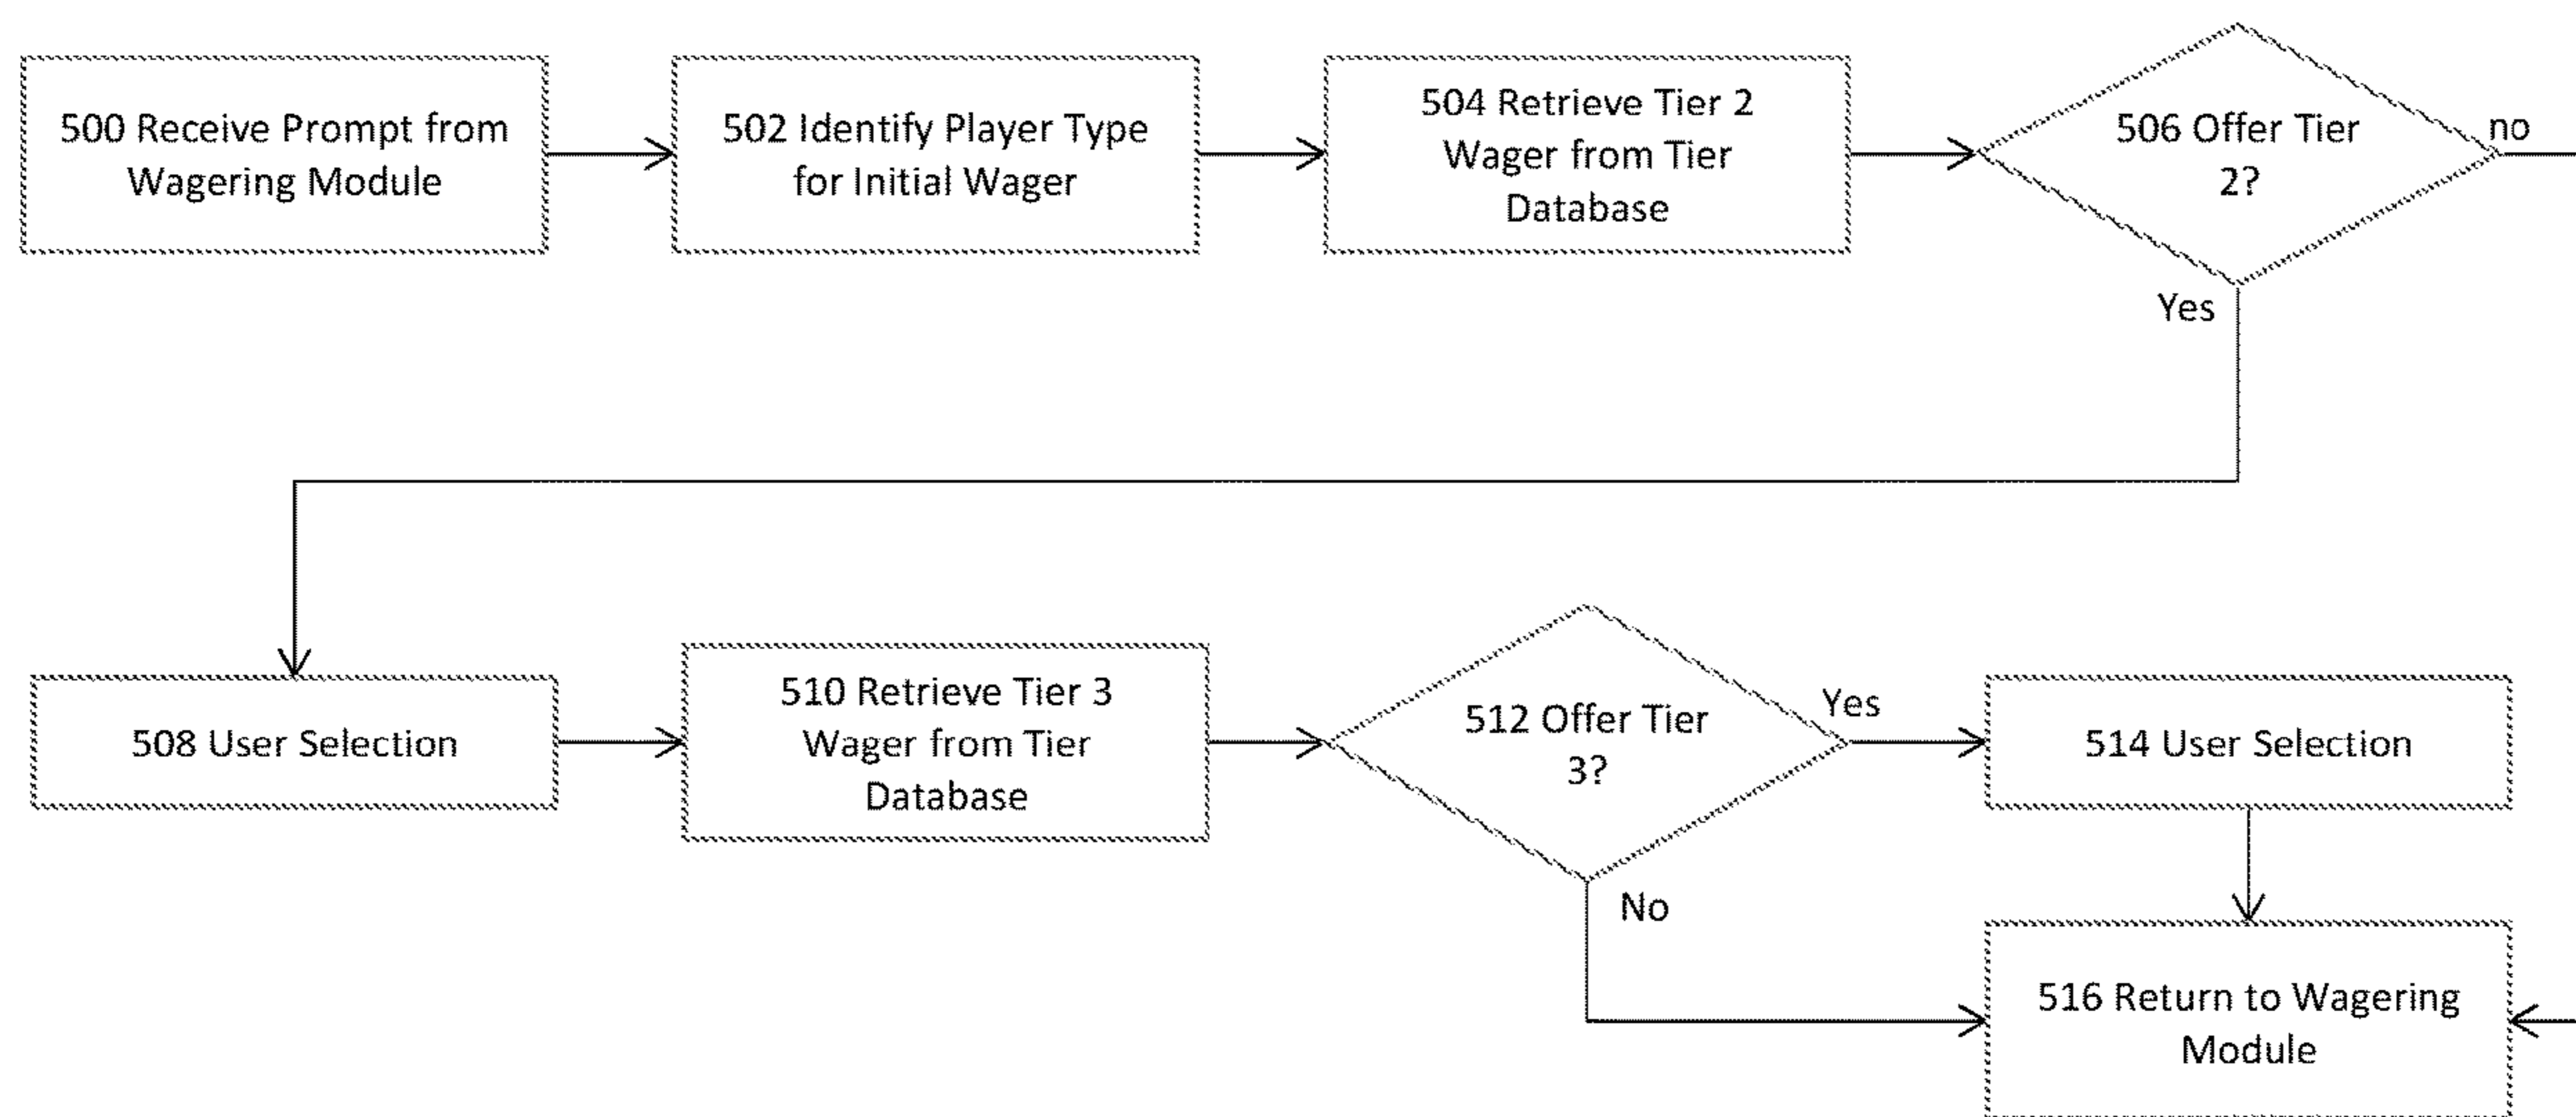 500 Receive Prompt from
Wagering Module
502 Identify Player Type
for Initial Wager
504 Retrieve Tier 2
Wager from Tier
Database
506 Offer Tier
2?
no
Yes
508 User Selection
510 Retrieve Tier 3
Wager from Tier
Database
512 Offer Tier
3?
Yes
No
514 User Selection
516 Return to Wagering
Module